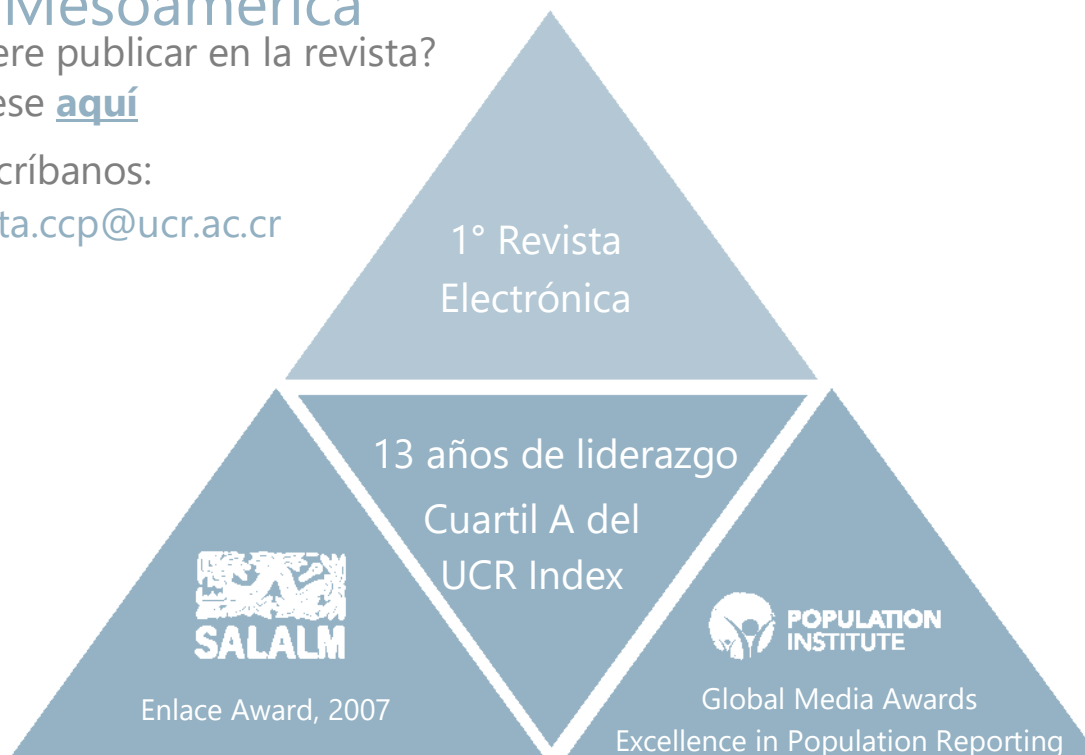 Mesoamérica
ere publicar en la revista?
ese aquí
críbanos:
ta.ccp@ucr.ac.cr
1° Revista
Electrónica
13 años de liderazgo
Cuartil A del
UCR Index
SALALM
Enlace Award, 2007
POPULATION
INSTITUTE
Global Media Awards
Excellence in Population Reporting